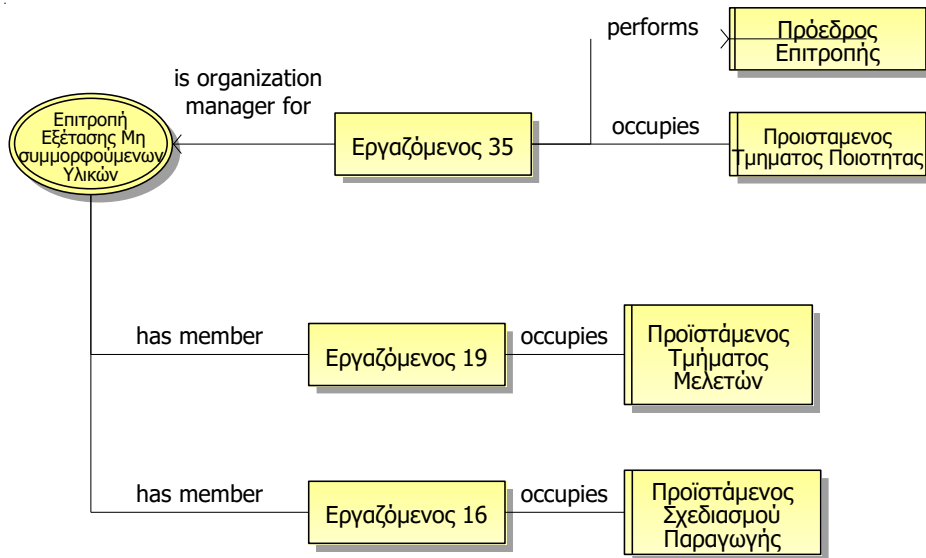 performs
Πρόεδρος
Επιτροπής
is organization
manager for
Επιτροπή
Εξέτασης Μη
συμμορφούμενων
Υλικών
Εργαζόμενος 35
occupies
Προισταμενος
Τμηματος Ποιοτητας
has member
Εργαζόμενος 19
occupies
Προϊστάμενος
Τμήματος
Μελετών
has member
Εργαζόμενος 16
occupies
Προϊστάμενος
Σχεδιασμού
Παραγωγής